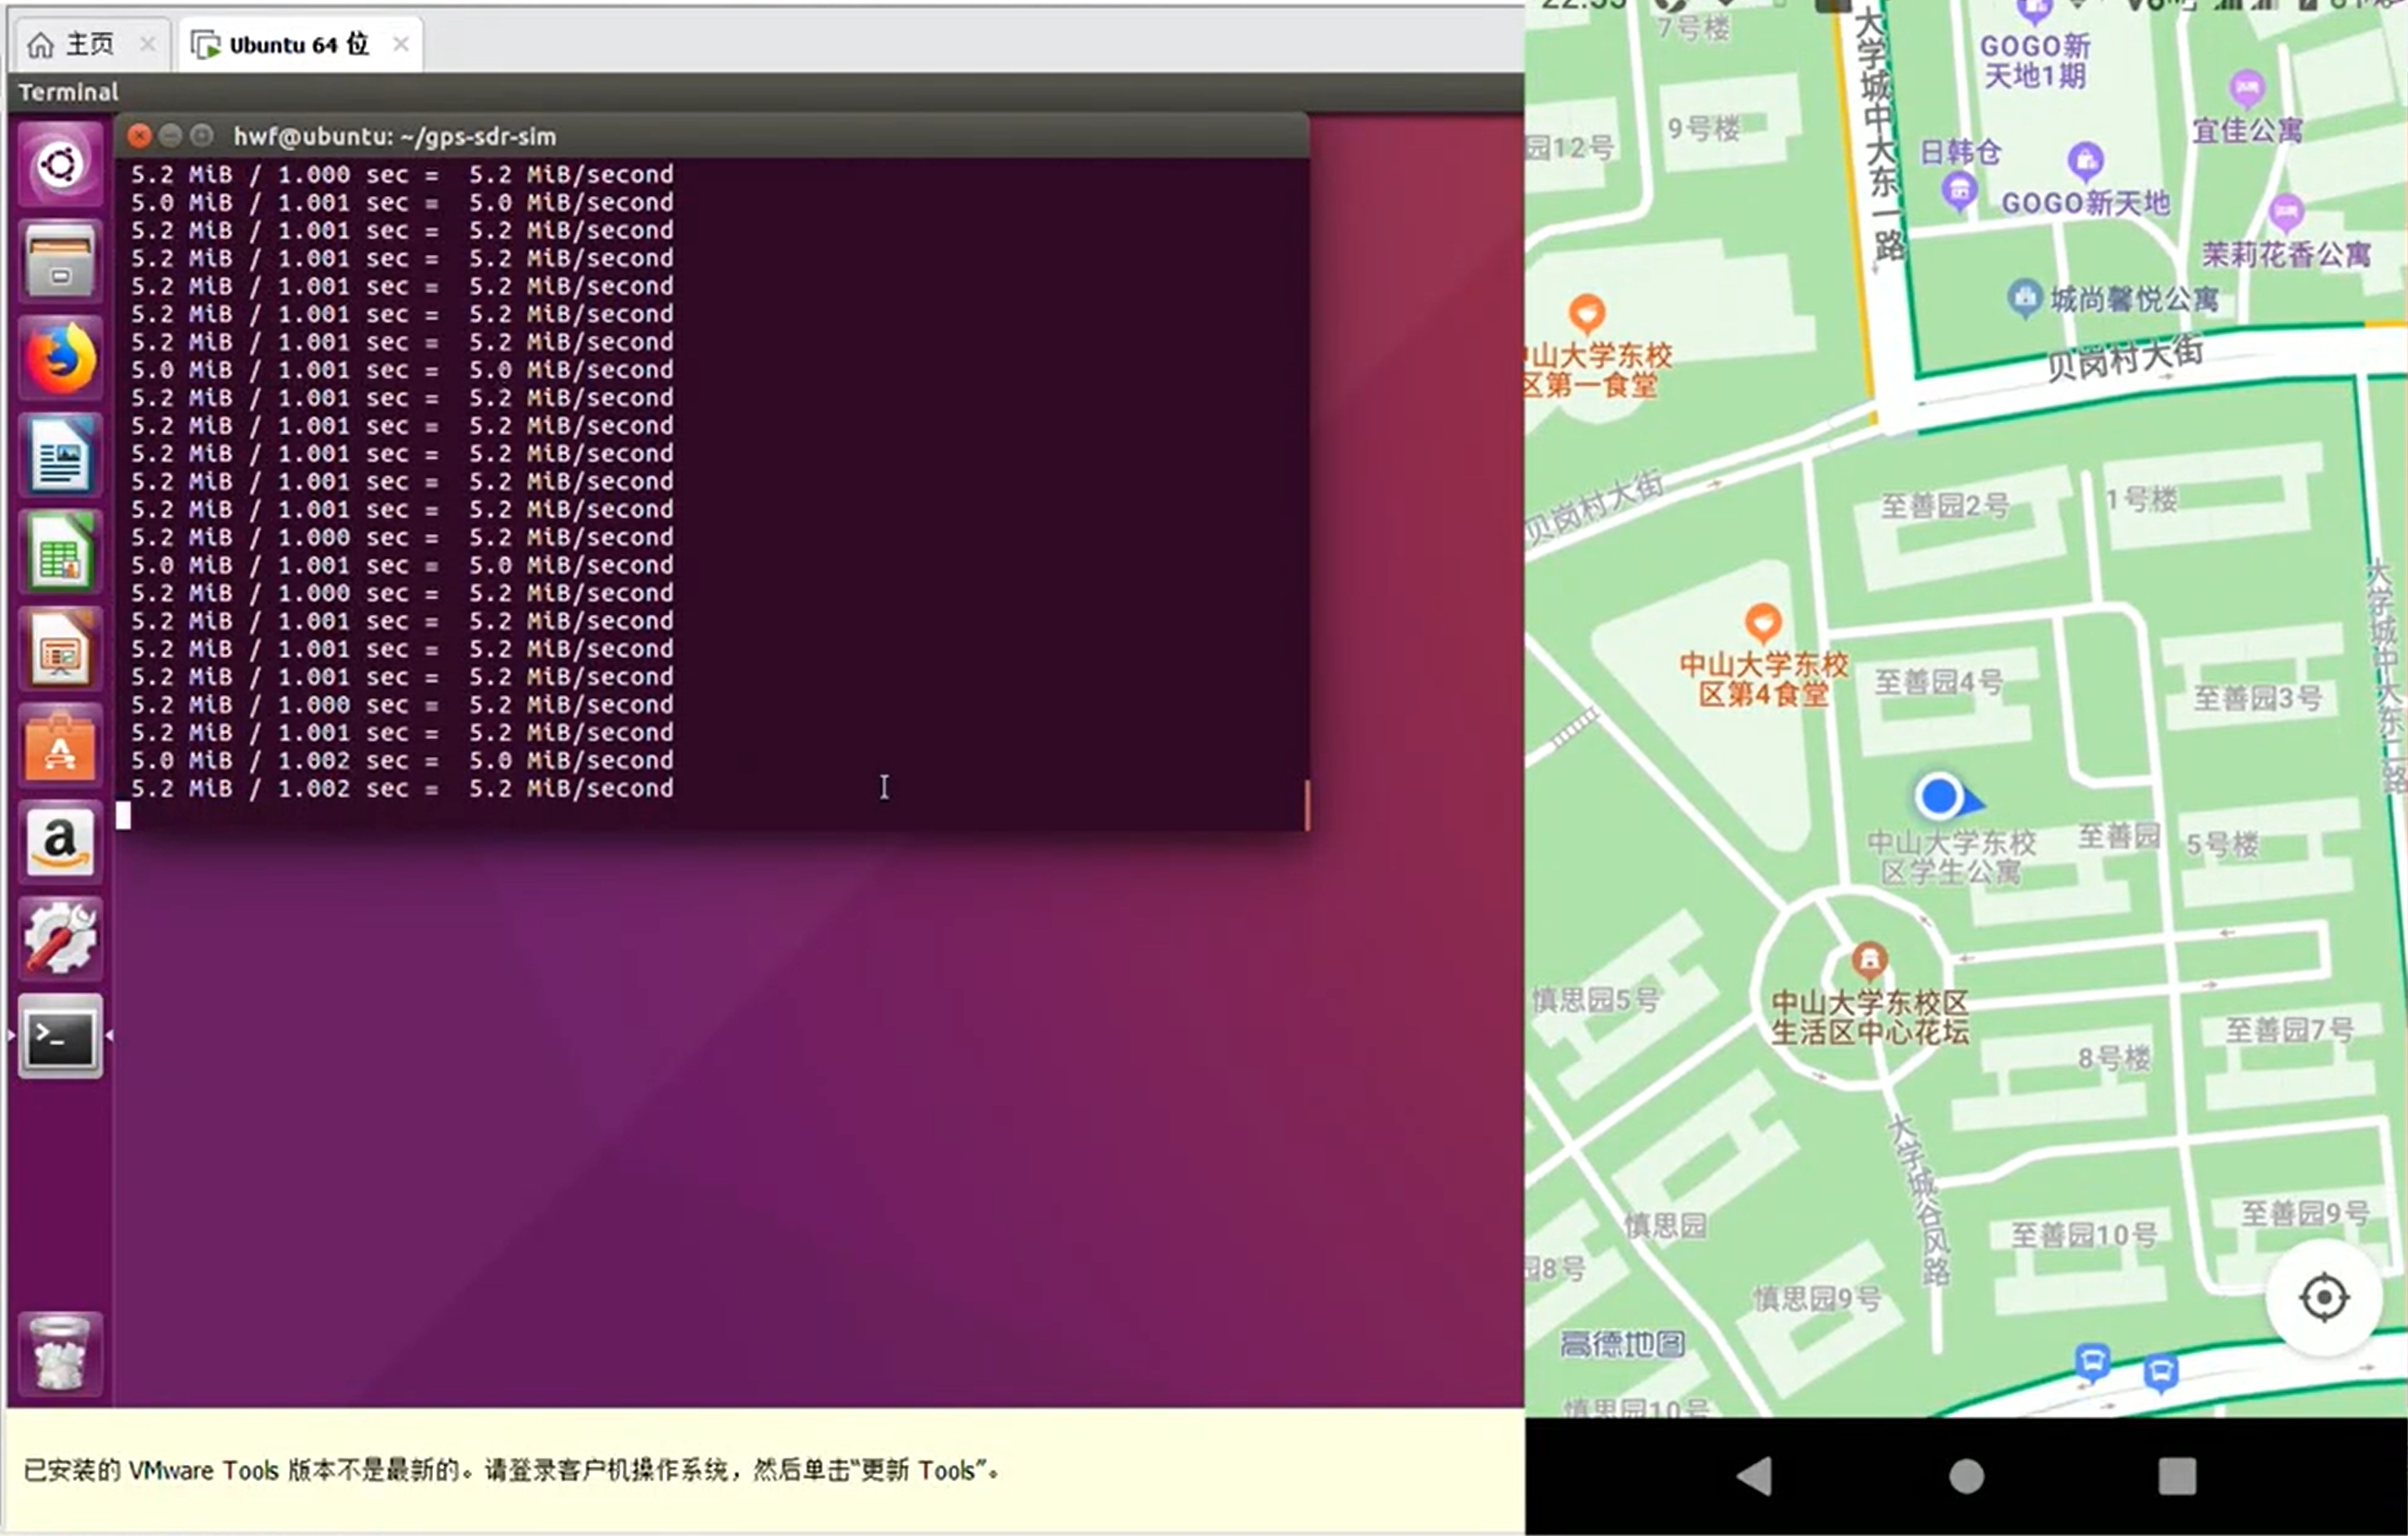 主页
Ubuntu 64 位
Terminal
hwf@ubuntu: ~/gps-sdr-sim
5.2 MiB / 1.000 sec =  5.2 MiB/second
5.0 MiB / 1.001 sec =  5.0 MiB/second
5.2 MiB / 1.001 sec =  5.2 MiB/second
5.2 MiB / 1.001 sec =  5.2 MiB/second
5.2 MiB / 1.001 sec =  5.2 MiB/second
5.2 MiB / 1.001 sec =  5.2 MiB/second
5.2 MiB / 1.001 sec =  5.2 MiB/second
5.0 MiB / 1.001 sec =  5.0 MiB/second
5.2 MiB / 1.001 sec =  5.2 MiB/second
5.2 MiB / 1.001 sec =  5.2 MiB/second
5.2 MiB / 1.001 sec =  5.2 MiB/second
5.2 MiB / 1.001 sec =  5.2 MiB/second
5.2 MiB / 1.001 sec =  5.2 MiB/second
5.2 MiB / 1.000 sec =  5.2 MiB/second
5.0 MiB / 1.001 sec =  5.0 MiB/second
5.2 MiB / 1.000 sec =  5.2 MiB/second
5.2 MiB / 1.001 sec =  5.2 MiB/second
5.2 MiB / 1.001 sec =  5.2 MiB/second
5.2 MiB / 1.001 sec =  5.2 MiB/second
5.2 MiB / 1.000 sec =  5.2 MiB/second
5.2 MiB / 1.001 sec =  5.2 MiB/second
5.0 MiB / 1.002 sec =  5.0 MiB/second
5.2 MiB / 1.002 sec =  5.2 MiB/second
已安装的 VMware Tools 版本不是最新的。请登录客户机操作系统，然后单击“更新 Tools”。
7号楼
大学城中大东一路
GOGO新
天地1期
宜佳公寓
9号楼
园12号
日韩仓
GOGO新天地
茉莉花香公寓
城尚馨悦公寓
山大学东校
区第一食堂
贝岗村大街
贝岗村大街
至善园2号
1号楼
大学城中大东二路
中山大学东校
区第4食堂
至善园4号
至善园3号
中山大学东校
区学生公寓
至善园
5号楼
慎思园5号
中山大学东校区
生活区中心花坛
至善园7号
8号楼
大学城谷风路
慎思园
至善园10号
至善园9号
园8号
慎思园9号
高德地图
慎思园10号